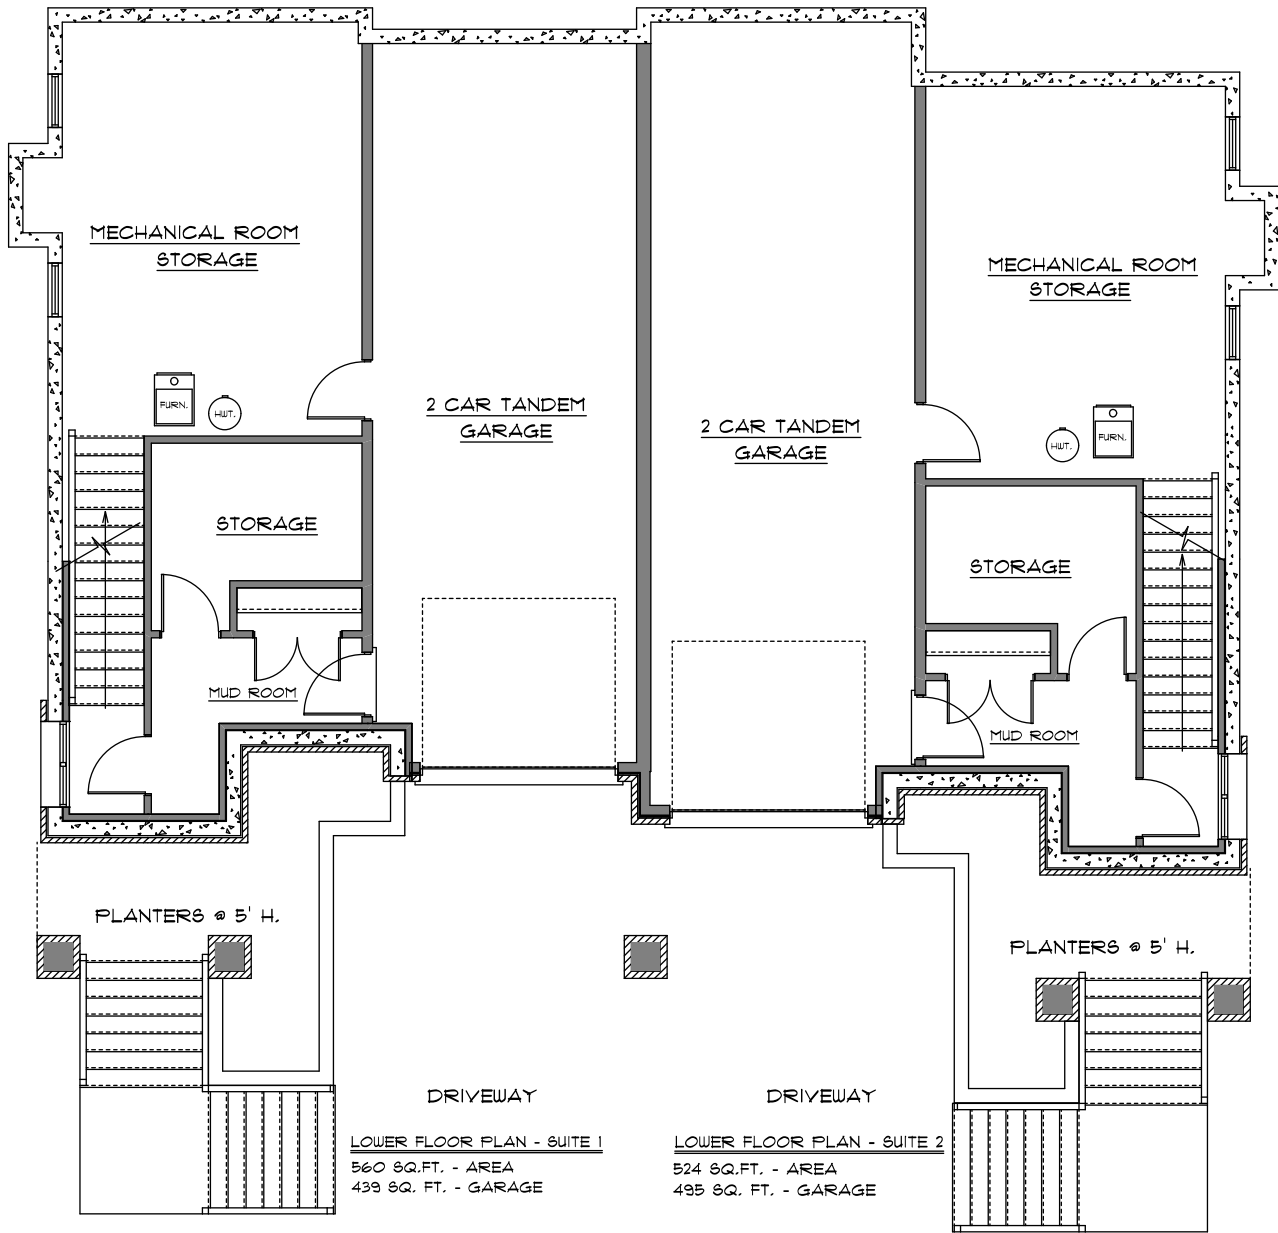 MECHANICAL ROOM
STORAGE
MECHANICAL ROOM
STORAGE
FURN.
HWT.
2 CAR TANDEM
GARAGE
2 CAR TANDEM
GARAGE
HWT.
FURN.
STORAGE
STORAGE
MUD ROOM
MUD ROOM
PLANTERS @ 5' H.
PLANTERS @ 5' H.
DRIVEWAY
DRIVEWAY
LOWER FLOOR PLAN - SUITE 1
560 SQ.FT. - AREA
439 SQ. FT. - GARAGE
LOWER FLOOR PLAN - SUITE 2
524 SQ.FT. - AREA
495 SQ. FT. - GARAGE